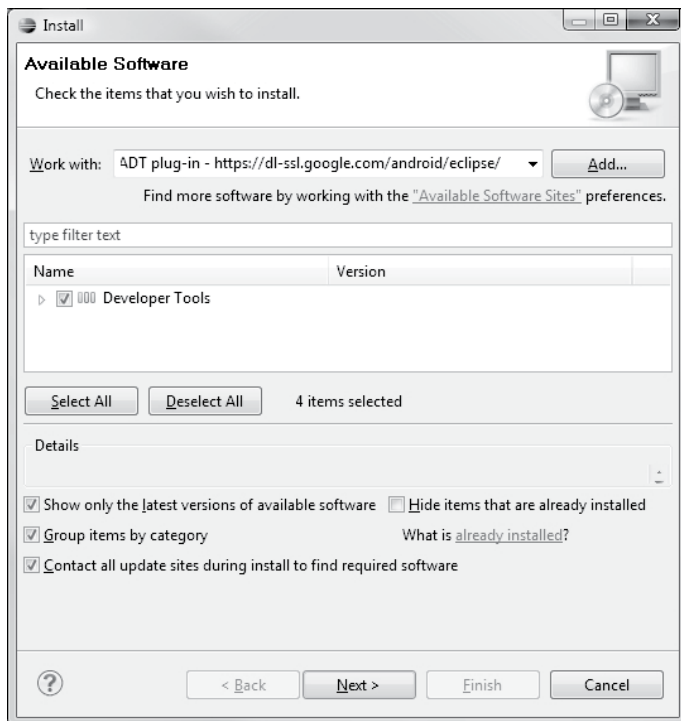 Install
Available Software
Check the items that you wish to install.
Work with: ADT plug-in - https://dl-ssl.google.com/android/eclipse/ Add...
Find more software by working with the "Available Software Sites" preferences.
type filter text
Name Version
Developer Tools
Select All Deselect All 4 items selected
Details
Show only the latest versions of available software Hide items that are already installed
Group items by category What is already installed?
Contact all update sites during install to find required software
? < Back Next > Finish Cancel